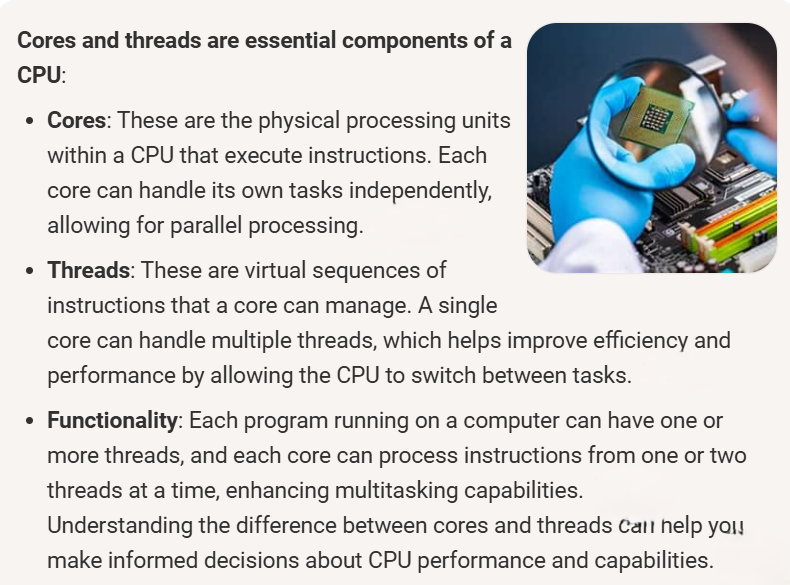 Cores and threads are essential components of a
CPU:
Cores: These are the physical processing units
within a CPU that execute instructions. Each
core can handle its own tasks independently,
allowing for parallel processing.
Threads: These are virtual sequences of
instructions that a core can manage. A single
core can handle multiple threads, which helps improve efficiency and
performance by allowing the CPU to switch between tasks.
Functionality: Each program running on a computer can have one or
more threads, and each core can process instructions from one or two
threads at a time, enhancing multitasking capabilities.
Understanding the difference between cores and threads can help you
make informed decisions about CPU performance and capabilities.